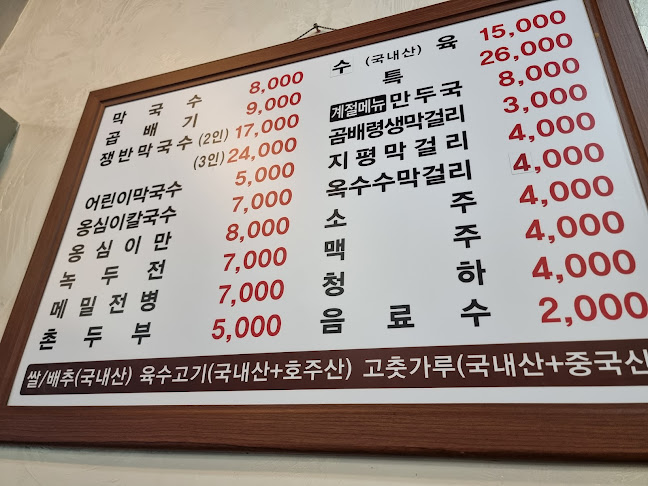 막국수 8,000
곱배기 9,000
쟁반막국수 (2인) 17,000
(3인) 24,000
어린이막국수 5,000
옹심이칼국수 7,000
옹심이만 8,000
녹두전 7,000
메밀전병 7,000
촌두부 5,000
수(국내산)육 15,000
특 26,000
계절메뉴 만두국 8,000
곰배령생막걸리 3,000
지평막걸리 4,000
옥수수막걸리 4,000
소주 4,000
맥주 4,000
청하 4,000
음료수 2,000
쌀/배추(국내산) 육수고기(국내산+호주산) 고춧가루(국내산+중국산